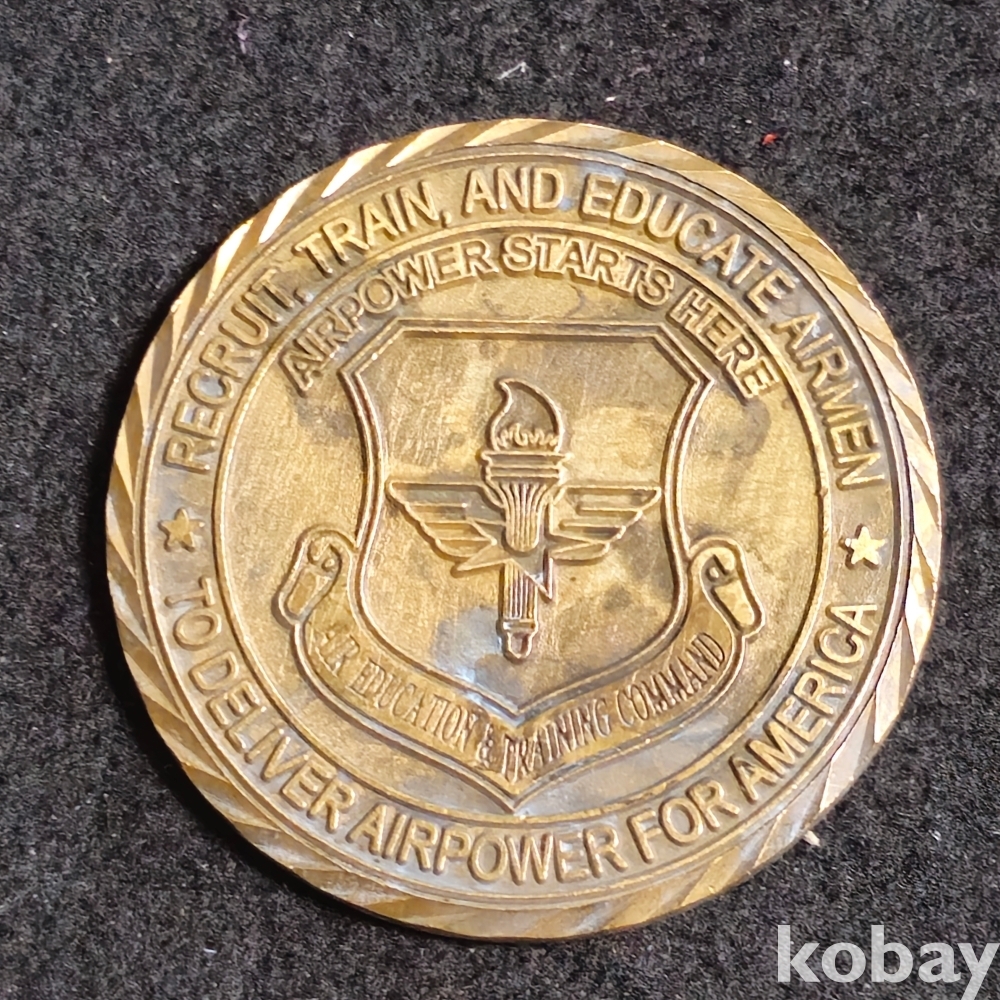 RECRUIT, TRAIN, AND EDUCATE AIRMEN
AIRPOWER STARTS HERE
AIR EDUCATION & TRAINING COMMAND
TO DELIVER AIRPOWER FOR AMERICA
kobay